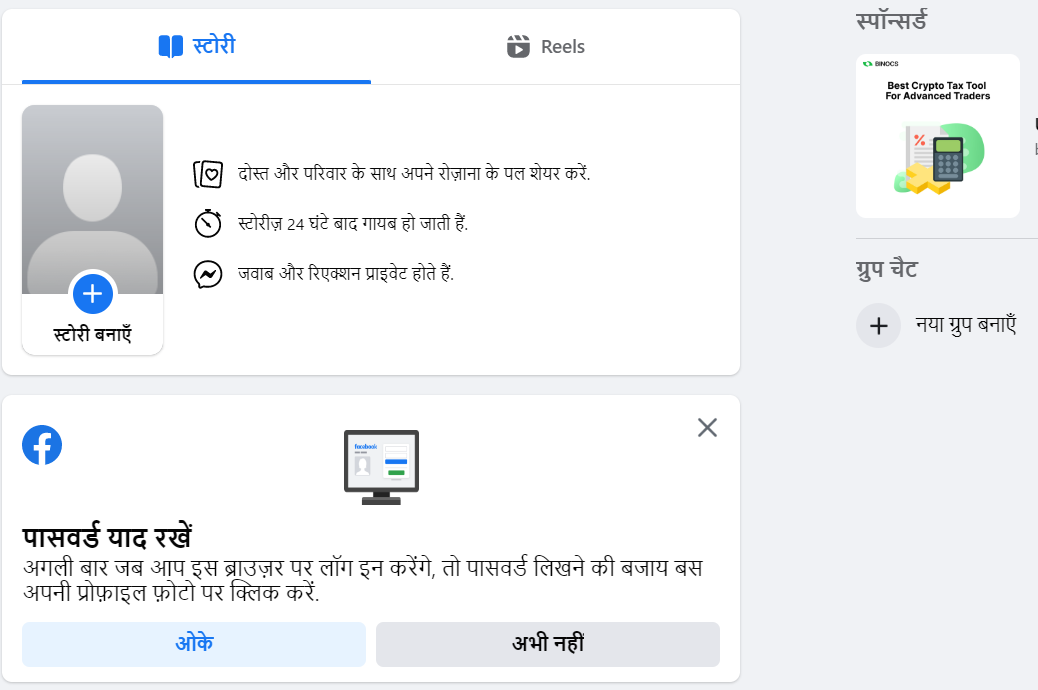 स्टोरी
Reels
दोस्त और परिवार के साथ अपने रोज़ाना के पल शेयर करें.
स्टोरीज़ 24 घंटे बाद गायब हो जाती हैं.
जवाब और रिएक्शन प्राइवेट होते हैं.
स्टोरी बनाएँ
facebook
पासवर्ड याद रखें
अगली बार जब आप इस ब्राउज़र पर लॉग इन करेंगे, तो पासवर्ड लिखने की बजाय बस
अपनी प्रोफ़ाइल फ़ोटो पर क्लिक करें.
ओके
अभी नहीं
स्पॉन्सर्ड
BINOCS
Best Crypto Tax Tool
For Advanced Traders
ग्रुप चैट
नया ग्रुप बनाएँ